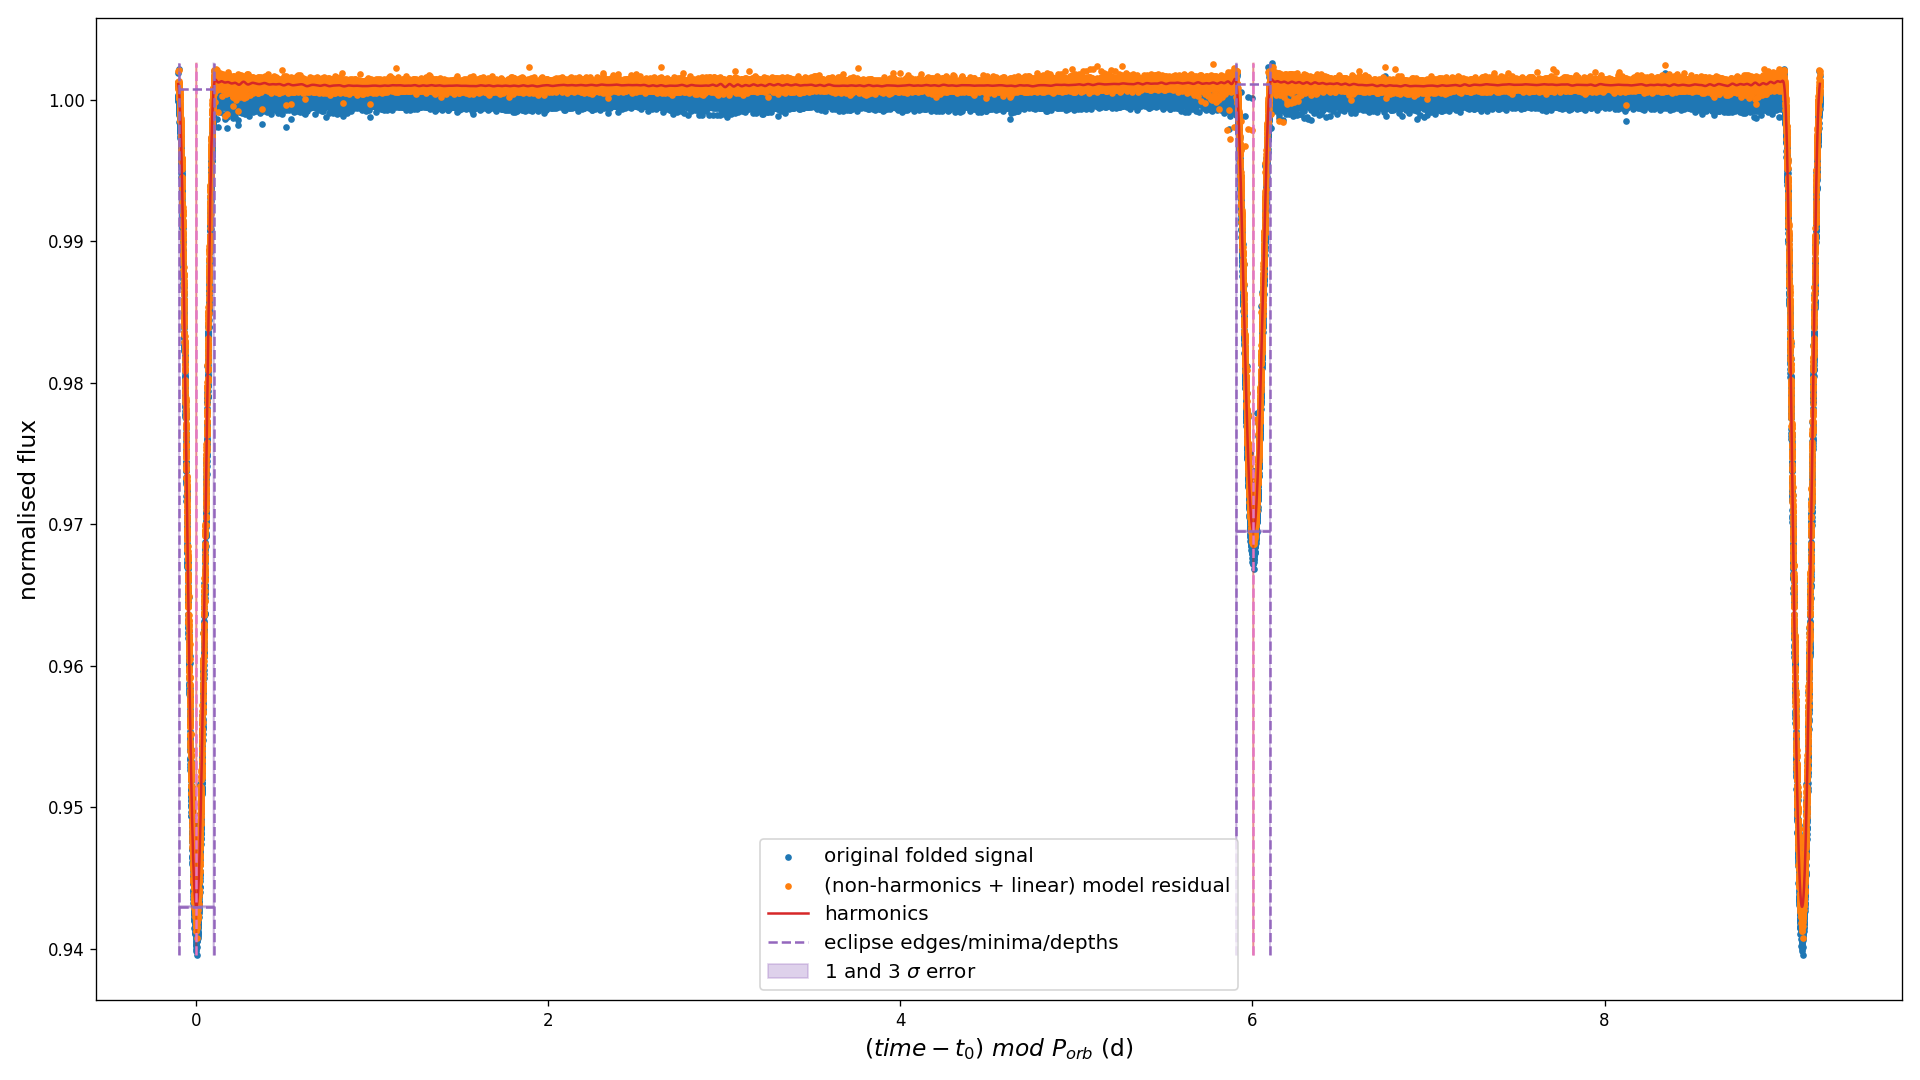 normalised flux
1.00
0.99
0.98
0.97
0.96
0.95
0.94
original folded signal
(non-harmonics + linear) model residual
harmonics
eclipse edges/minima/depths
1 and 3 σ error
0 2 4 6 8
(time − t₀) mod Pₒᵣb (d)